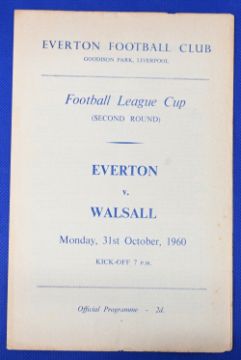 EVERTON FOOTBALL CLUB
GOODISON PARK, LIVERPOOL
Football League Cup
(SECOND ROUND)
EVERTON
v.
WALSALL
Monday, 31st October, 1960
KICK-OFF 7 P.M.
Official Programme - 2d.